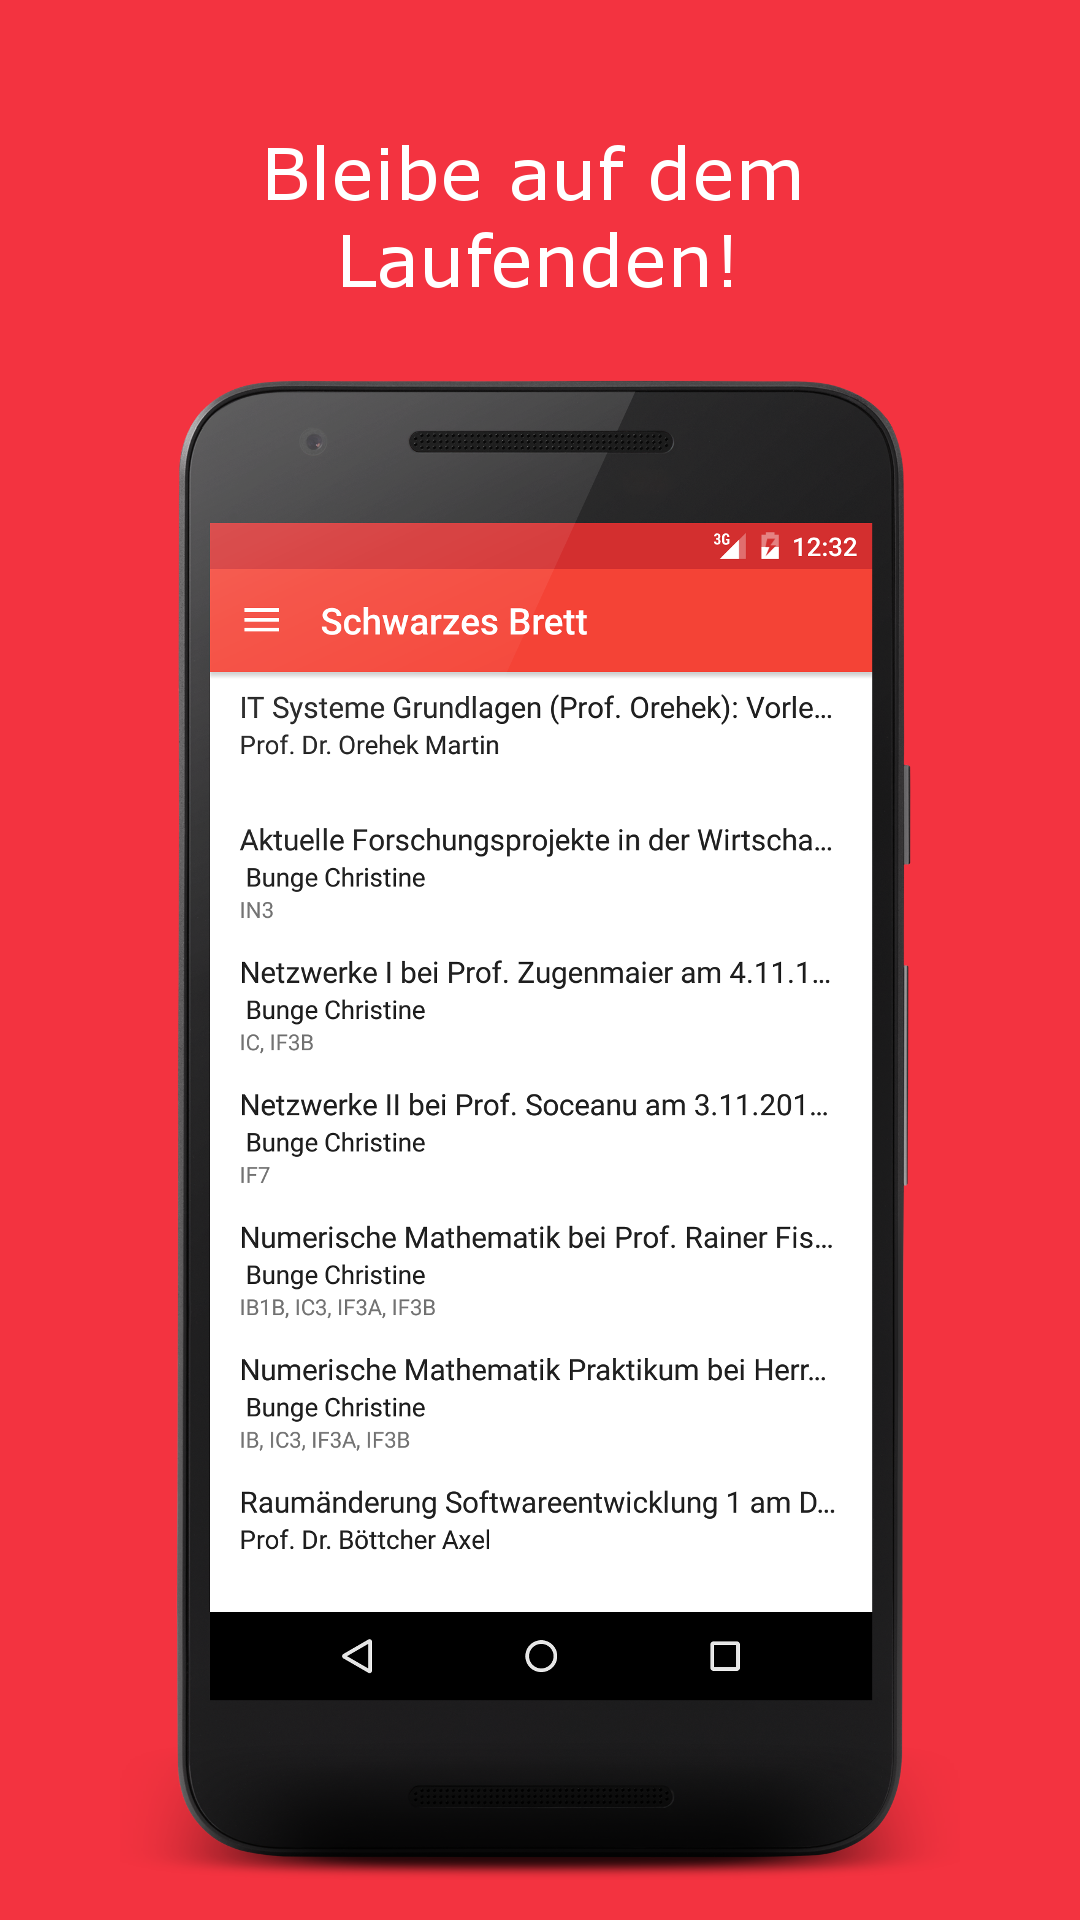 Bleibe auf dem
Laufenden!
3G 12:32
Schwarzes Brett
IT Systeme Grundlagen (Prof. Orehek): Vorle...
Prof. Dr. Orehek Martin
Aktuelle Forschungsprojekte in der Wirtscha...
Bunge Christine
IN3
Netzwerke I bei Prof. Zugenmaier am 4.11.1...
Bunge Christine
IC, IF3B
Netzwerke II bei Prof. Soceanu am 3.11.201...
Bunge Christine
IF7
Numerische Mathematik bei Prof. Rainer Fis...
Bunge Christine
IB1B, IC3, IF3A, IF3B
Numerische Mathematik Praktikum bei Herr...
Bunge Christine
IB, IC3, IF3A, IF3B
Raumänderung Softwareentwicklung 1 am D...
Prof. Dr. Böttcher Axel